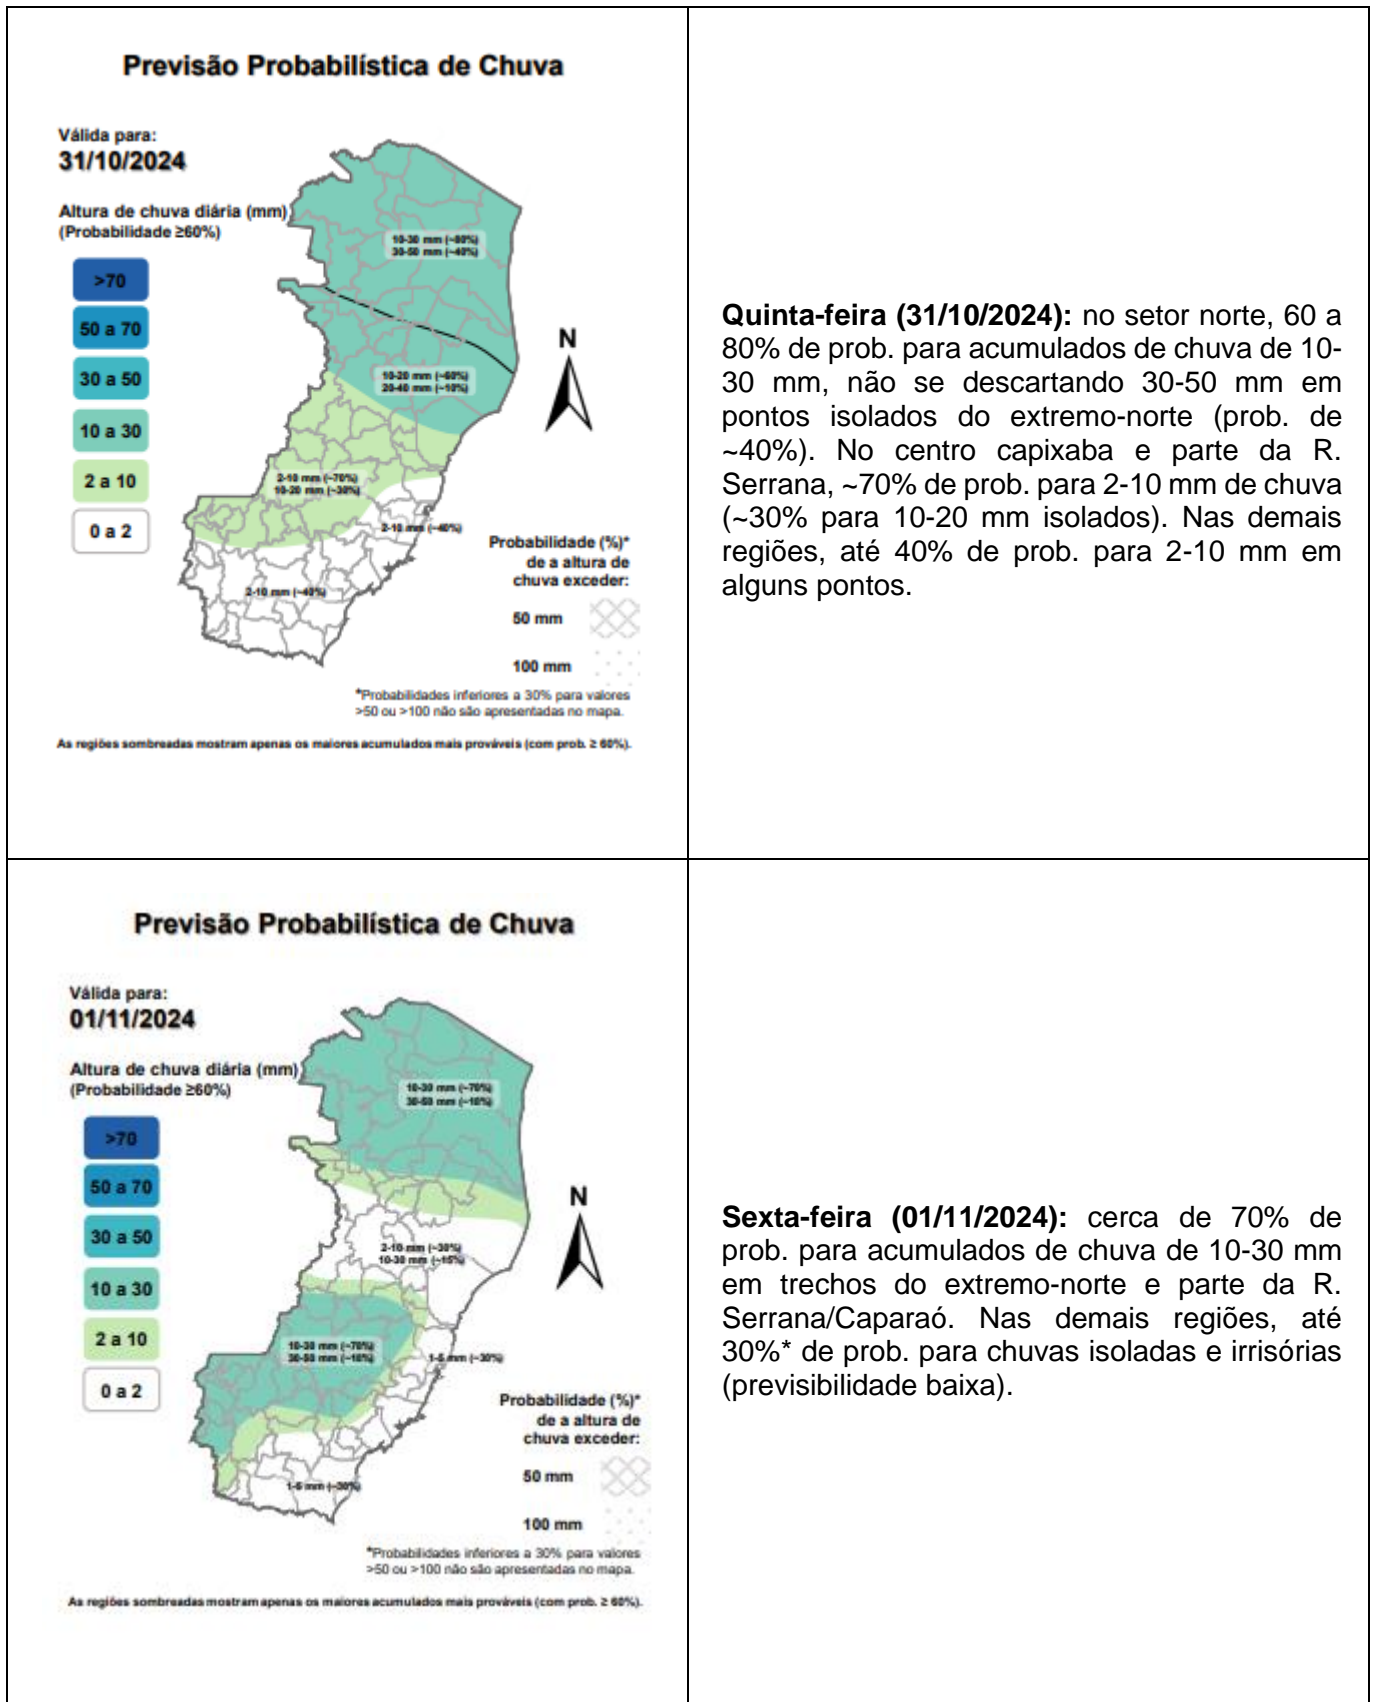 Previsão Probabilística de Chuva
Válida para:
31/10/2024
Altura de chuva diária (mm)
(Probabilidade ≥60%)
>70
50 a 70
30 a 50
10 a 30
2 a 10
0 a 2
10-30 mm (~80%)
30-50 mm (~40%)
10-20 mm (~60%)
20-40 mm (~10%)
2-10 mm (~70%)
10-20 mm (~30%)
2-10 mm (~40%)
2-10 mm (~40%)
N
Probabilidade (%)*
de a altura de
chuva exceder:
50 mm
100 mm
*Probabilidades inferiores a 30% para valores
>50 ou >100 não são apresentadas no mapa.
As regiões sombreadas mostram apenas os maiores acumulados mais prováveis (com prob. ≥ 60%).
Quinta-feira (31/10/2024): no setor norte, 60 a
80% de prob. para acumulados de chuva de 10-
30 mm, não se descartando 30-50 mm em
pontos isolados do extremo-norte (prob. de
~40%). No centro capixaba e parte da R.
Serrana, ~70% de prob. para 2-10 mm de chuva
(~30% para 10-20 mm isolados). Nas demais
regiões, até 40% de prob. para 2-10 mm em
alguns pontos.
Previsão Probabilística de Chuva
Válida para:
01/11/2024
Altura de chuva diária (mm)
(Probabilidade ≥60%)
>70
50 a 70
30 a 50
10 a 30
2 a 10
0 a 2
10-30 mm (~70%)
30-50 mm (~10%)
2-10 mm (~30%)
10-30 mm (~15%)
10-30 mm (~70%)
30-50 mm (~10%)
1-5 mm (~30%)
1-5 mm (~30%)
N
Probabilidade (%)*
de a altura de
chuva exceder:
50 mm
100 mm
*Probabilidades inferiores a 30% para valores
>50 ou >100 não são apresentadas no mapa.
As regiões sombreadas mostram apenas os maiores acumulados mais prováveis (com prob. ≥ 60%).
Sexta-feira (01/11/2024): cerca de 70% de
prob. para acumulados de chuva de 10-30 mm
em trechos do extremo-norte e parte da R.
Serrana/Caparaó. Nas demais regiões, até
30%* de prob. para chuvas isoladas e irrisórias
(previsibilidade baixa).